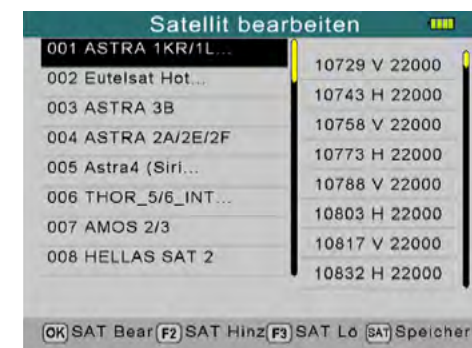 Satellit bearbeiten
001 ASTRA 1KR/1L...
002 Eutelsat Hot...
003 ASTRA 3B
004 ASTRA 2A/2E/2F
005 Astra4 (Siri...
006 THOR_5/6_INT...
007 AMOS 2/3
008 HELLAS SAT 2
10729 V 22000
10743 H 22000
10758 V 22000
10773 H 22000
10788 V 22000
10803 H 22000
10817 V 22000
10832 H 22000
OK SAT Bear F2 SAT Hinz F3 SAT Lö SAT Speicher